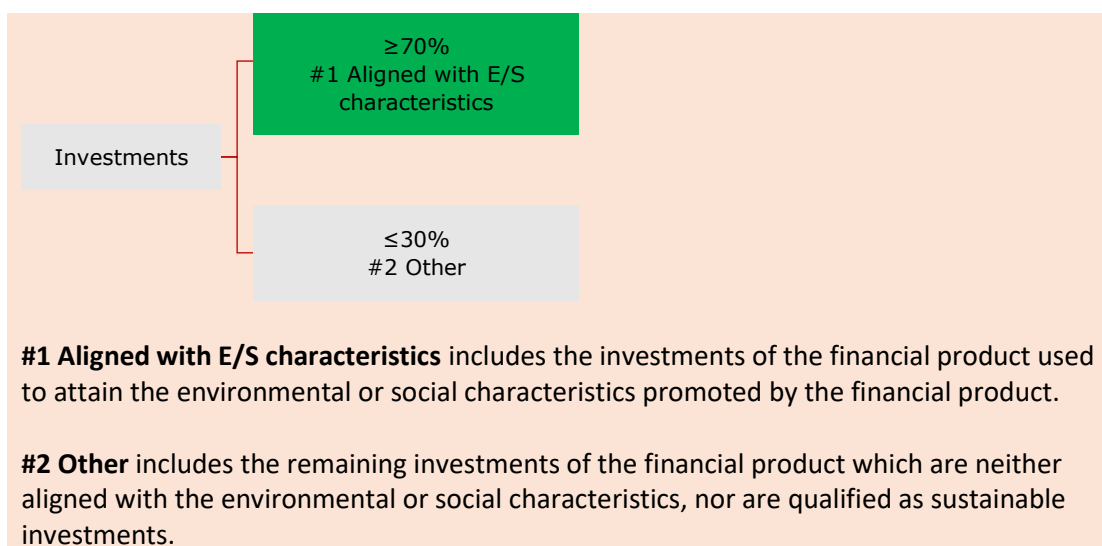 ≥70%
#1 Aligned with E/S
characteristics
Investments
≤30%
#2 Other
#1 Aligned with E/S characteristics includes the investments of the financial product used
to attain the environmental or social characteristics promoted by the financial product.
#2 Other includes the remaining investments of the financial product which are neither
aligned with the environmental or social characteristics, nor are qualified as sustainable
investments.